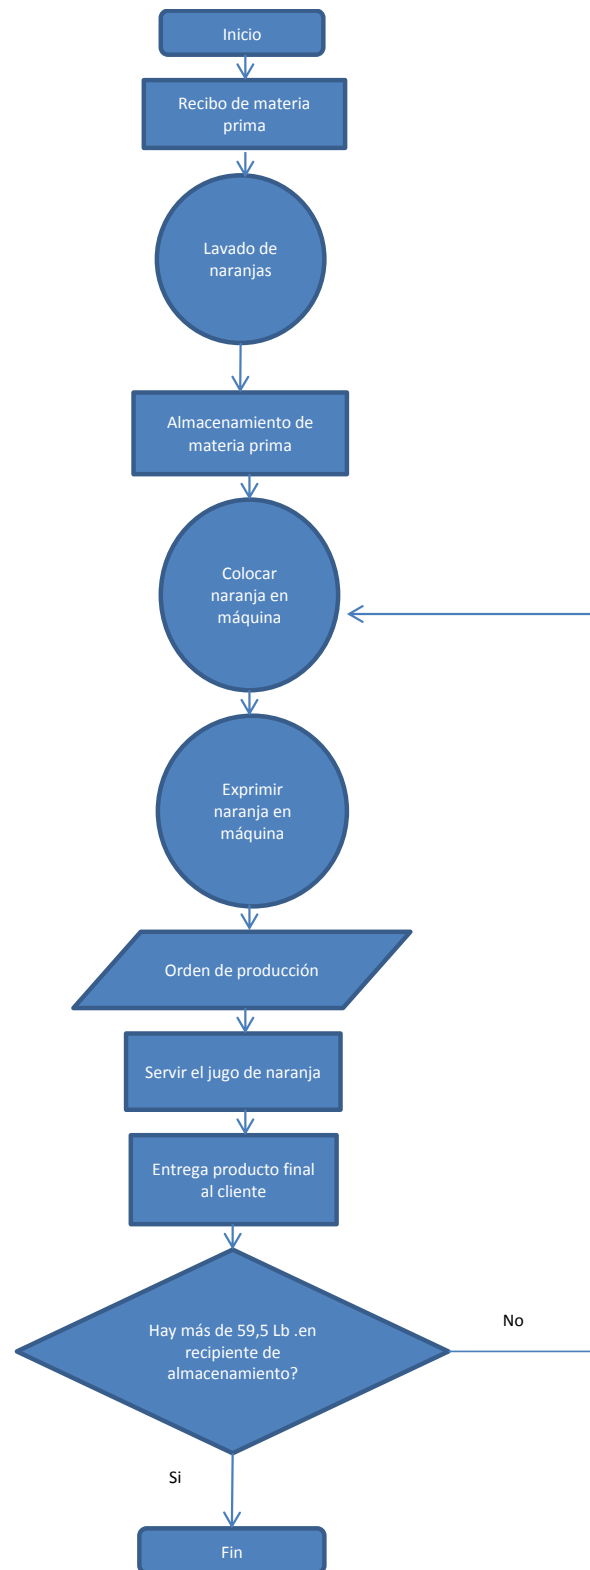 Inicio
Recibo de materia
prima
Lavado de
naranjas
Almacenamiento de
materia prima
Colocar
naranja en
máquina
Exprimir
naranja en
máquina
Orden de producción
Servir el jugo de naranja
Entrega producto final
al cliente
Hay más de 59,5 Lb .en
recipiente de
almacenamiento?
No
Si
Fin